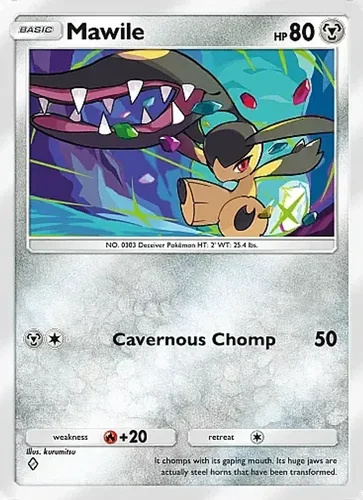 BASIC Mawile HP 80
NO. 0303 Deceiver Pokémon HT: 2' WT: 25.4 lbs.
Cavernous Chomp 50
weakness +20 retreat
Illus. kurumitsu
It chomps with its gaping mouth. Its huge jaws are
actually steel horns that have been transformed.